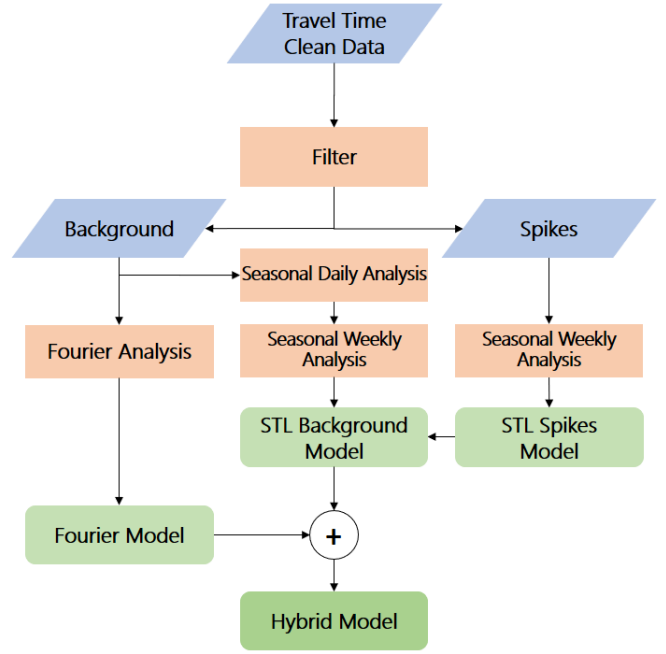 Travel Time
Clean Data
Filter
Background
Spikes
Seasonal Daily Analysis
Fourier Analysis
Seasonal Weekly
Analysis
Seasonal Weekly
Analysis
STL Background
Model
STL Spikes
Model
Fourier Model
+
Hybrid Model